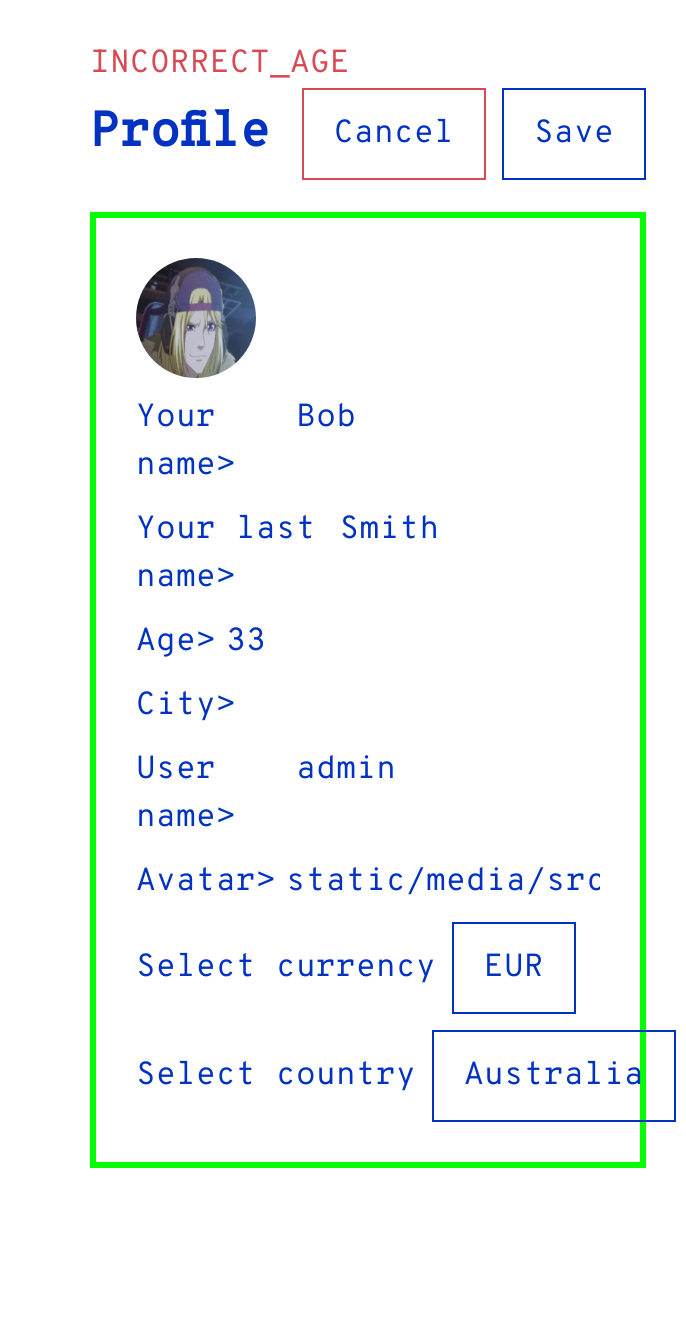 INCORRECT_AGE
Profile Cancel Save
Your Bob
name>
Your last Smith
name>
Age> 33
City>
User admin
name>
Avatar> static/media/src
Select currency EUR
Select country Australia